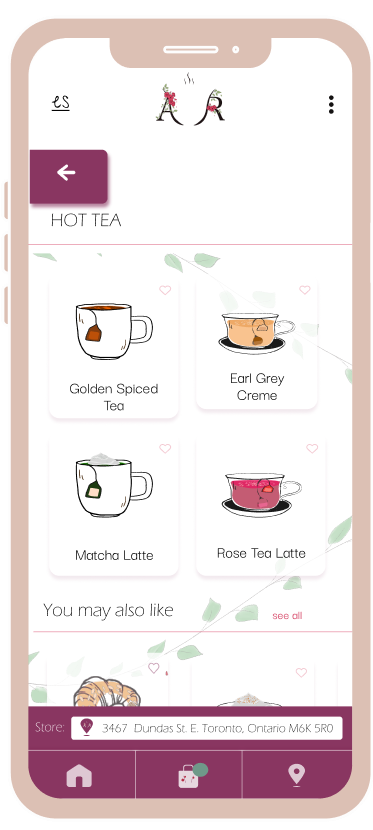 es
A R
HOT TEA
Golden Spiced
Tea
Earl Grey
Creme
Matcha Latte
Rose Tea Latte
You may also like
see all
Store:
3467 Dundas St. E. Toronto, Ontario M6K 5R0